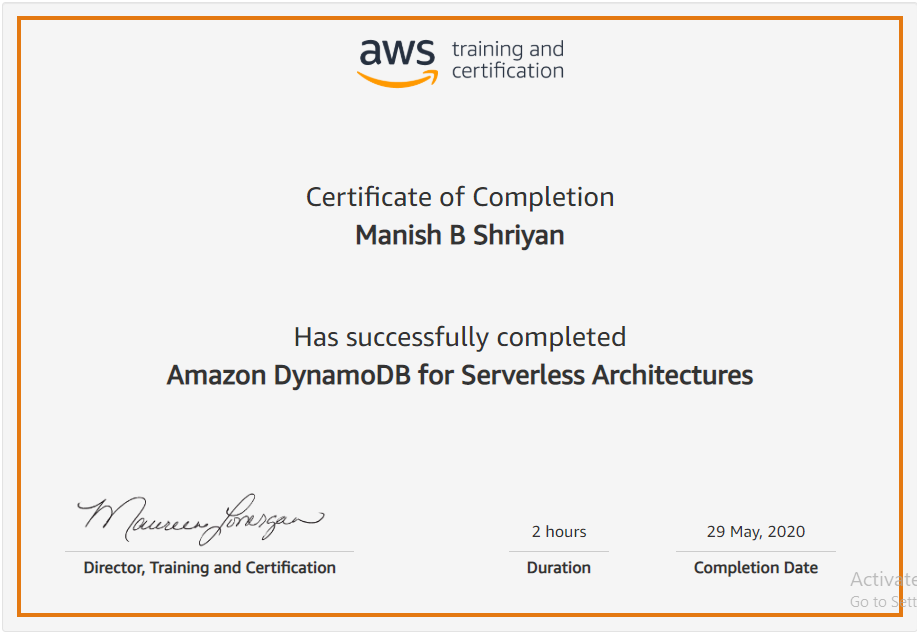 aws training and
certification
Certificate of Completion
Manish B Shriyan
Has successfully completed
Amazon DynamoDB for Serverless Architectures
Maureen Lonergan
Director, Training and Certification
2 hours
Duration
29 May, 2020
Completion Date
Activate
Go to Sett